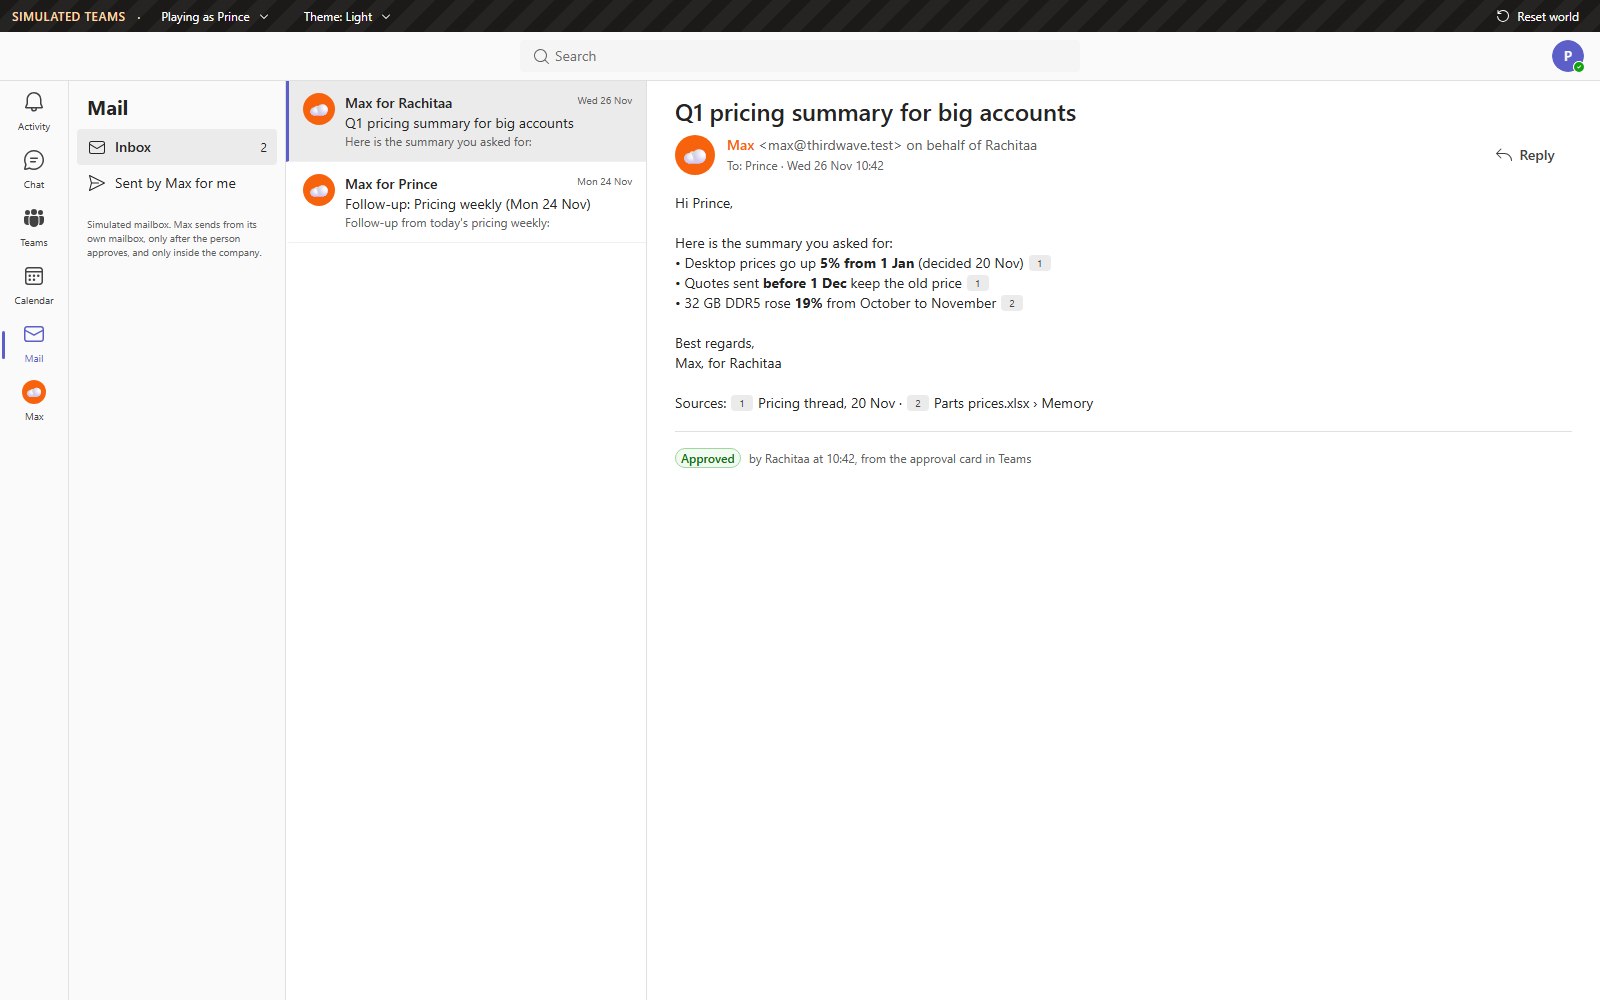 SIMULATED TEAMS · Playing as Prince Theme: Light Reset world
Search
P
Activity
Chat
Teams
Calendar
Mail
Max
Mail
Inbox 2
Sent by Max for me
Simulated mailbox. Max sends from its
own mailbox, only after the person
approves, and only inside the company.
Max for Rachitaa Wed 26 Nov
Q1 pricing summary for big accounts
Here is the summary you asked for:
Max for Prince Mon 24 Nov
Follow-up: Pricing weekly (Mon 24 Nov)
Follow-up from today's pricing weekly:
Q1 pricing summary for big accounts
Max <max@thirdwave.test> on behalf of Rachitaa
To: Prince · Wed 26 Nov 10:42
Reply
Hi Prince,
Here is the summary you asked for:
• Desktop prices go up 5% from 1 Jan (decided 20 Nov) 1
• Quotes sent before 1 Dec keep the old price 1
• 32 GB DDR5 rose 19% from October to November 2
Best regards,
Max, for Rachitaa
Sources: 1 Pricing thread, 20 Nov · 2 Parts prices.xlsx › Memory
Approved by Rachitaa at 10:42, from the approval card in Teams